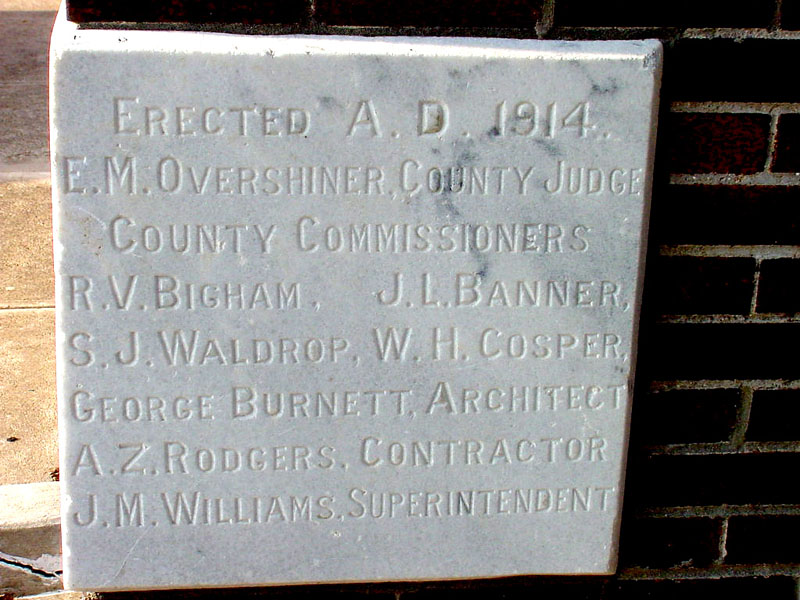 ERECTED A. D. 1914.
E. M. OVERSHINER, COUNTY JUDGE
COUNTY COMMISSIONERS
R. V. BIGHAM, J. L. BANNER,
S. J. WALDROP, W. H. COSPER,
GEORGE BURNETT, ARCHITECT
A. Z. RODGERS, CONTRACTOR
J. M. WILLIAMS, SUPERINTENDENT